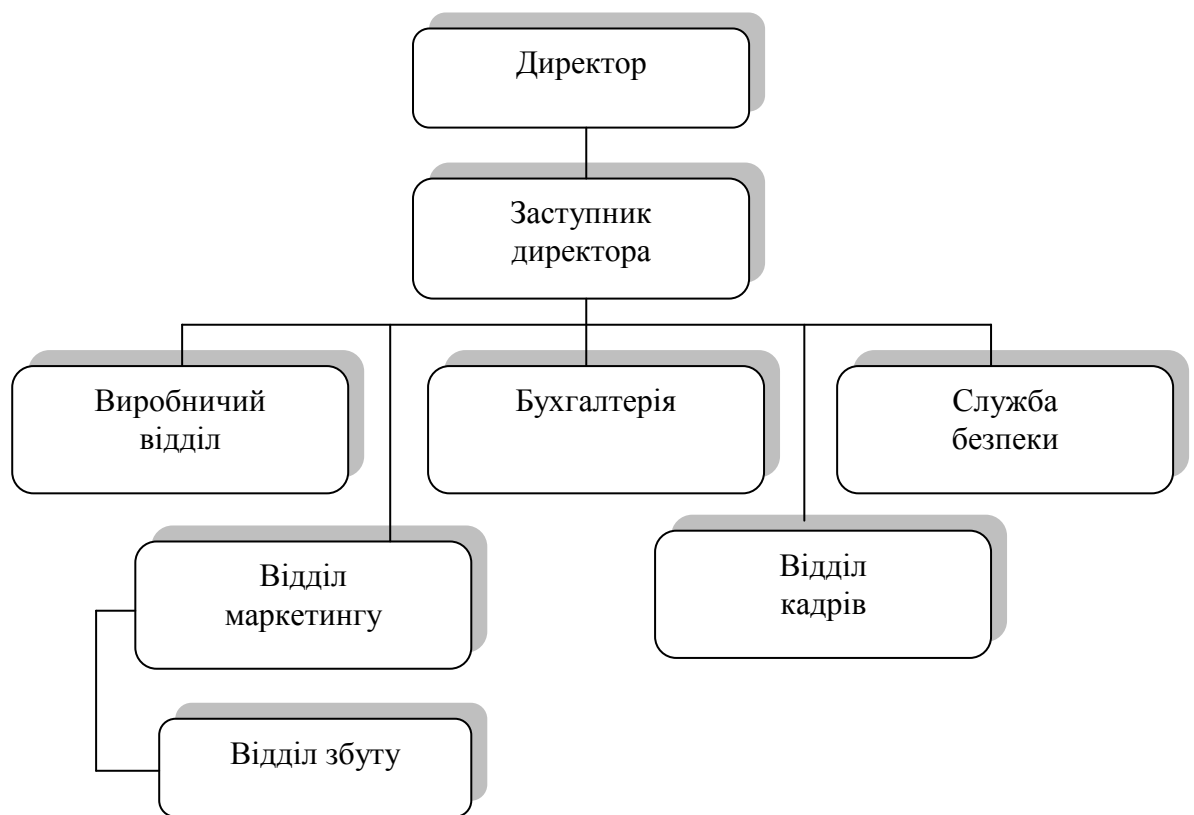 Директор
Заступник
директора
Виробничий
відділ
Бухгалтерія
Служба
безпеки
Відділ
маркетингу
Відділ
кадрів
Відділ збуту